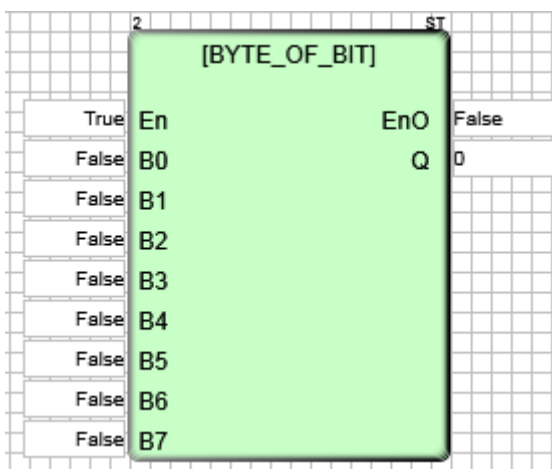 2 ST
[BYTE_OF_BIT]
True En EnO False
False B0 Q 0
False B1
False B2
False B3
False B4
False B5
False B6
False B7